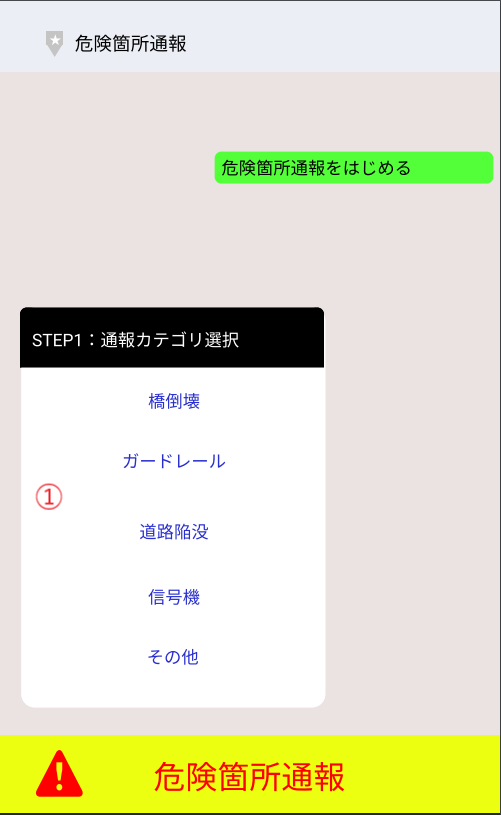 危険箇所通報
危険箇所通報をはじめる
STEP1：通報カテゴリ選択
橋倒壊
ガードレール
①
道路陥没
信号機
その他
危険箇所通報